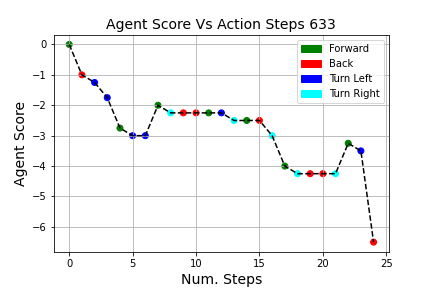 Agent Score Vs Action Steps 633
Forward
Back
Turn Left
Turn Right
0
−1
−2
−3
−4
−5
−6
Agent Score
0
5
10
15
20
25
Num. Steps